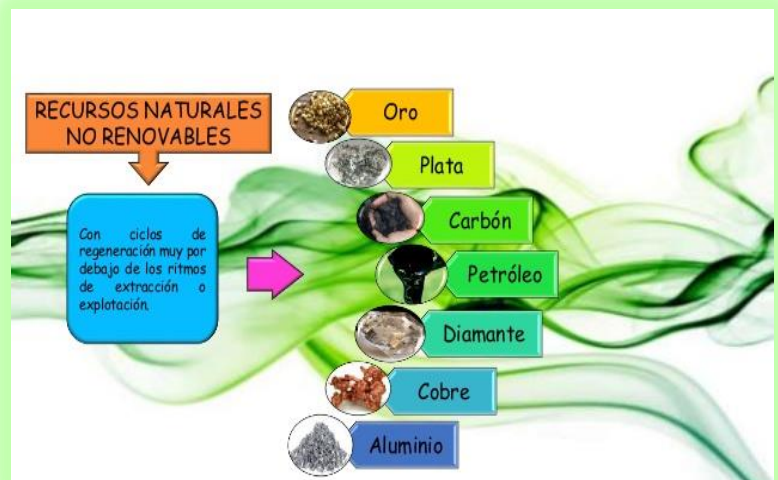 RECURSOS NATURALES
NO RENOVABLES
Con ciclos de
regeneración muy por
debajo de los ritmos
de extracción o
explotación.
Oro
Plata
Carbón
Petróleo
Diamante
Cobre
Aluminio